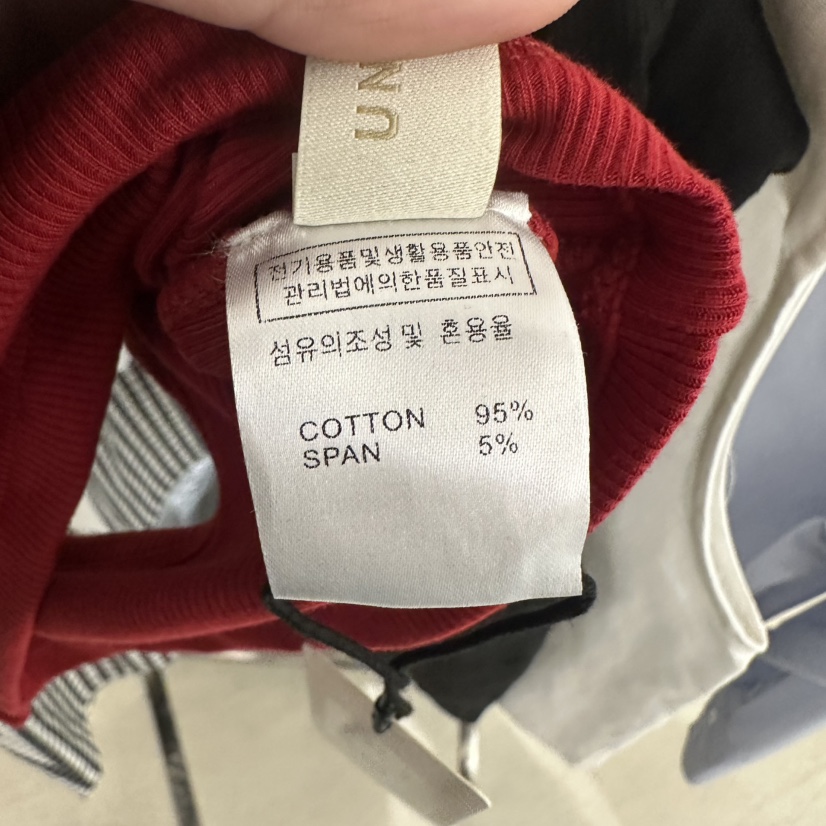 UN
전기용품및생활용품안전
관리법에의한품질표시
섬유의조성 및 혼용율
COTTON 95%
SPAN 5%